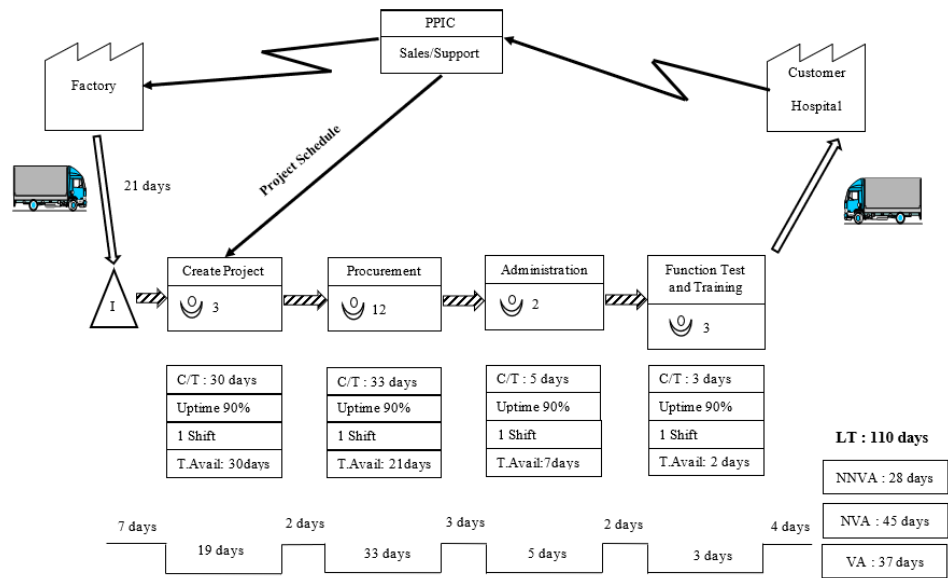 PPIC
Sales/Support
Factory
Customer
Hospital
21 days
Project Schedule
I
Create Project
3
Procurement
12
Administration
2
Function Test
and Training
3
C/T : 30 days
Uptime 90%
1 Shift
T.Avail: 30days
C/T : 33 days
Uptime 90%
1 Shift
T.Avail: 21days
C/T : 5 days
Uptime 90%
1 Shift
T.Avail:7days
C/T : 3 days
Uptime 90%
1 Shift
T.Avail: 2 days
LT : 110 days
NNVA : 28 days
NVA : 45 days
VA : 37 days
7 days
19 days
2 days
33 days
3 days
5 days
2 days
3 days
4 days